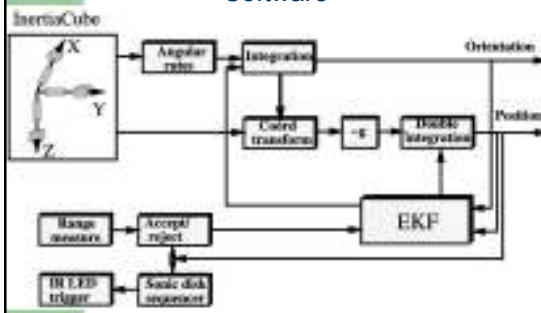 Software
InertiaCube
X
Y
Z
Angular
rates
Integration
Orientation
Coord
transform
-g
Double
integration
Position
EKF
Range
measure
Accept/
reject
IR LED
trigger
Sonic disk
sequencer